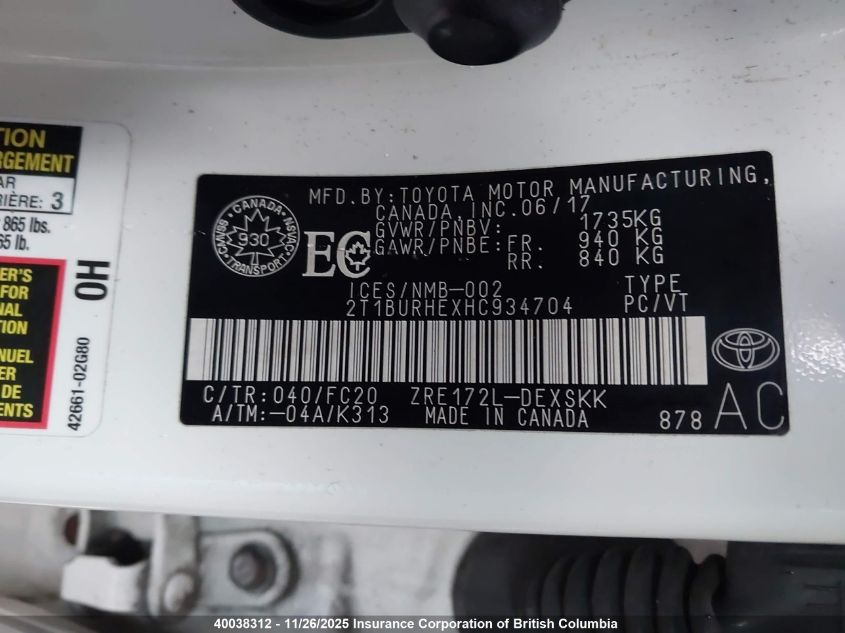 TION
RGEMENT
AR
RIÈRE: 3
865 lbs.
65 lb.
OH
ER'S
FOR
NAL
TION
ANUEL
ER
DE
ENTS
42661-02G80
MFD.BY:TOYOTA MOTOR MANUFACTURING,
CANADA,INC.06/17
GVWR/PNBV: 1735KG
GAWR/PNBE:FR. 940 KG
RR. 840 KG
CANADA
930
TRANSPORT
EC
ICES/NMB-002 TYPE
2T1BURHEXHC934704 PC/VT
C/TR:040/FC20 ZRE172L-DEXSKK
A/TM:-04A/K313 MADE IN CANADA
878 AC
40038312 - 11/26/2025 Insurance Corporation of British Columbia